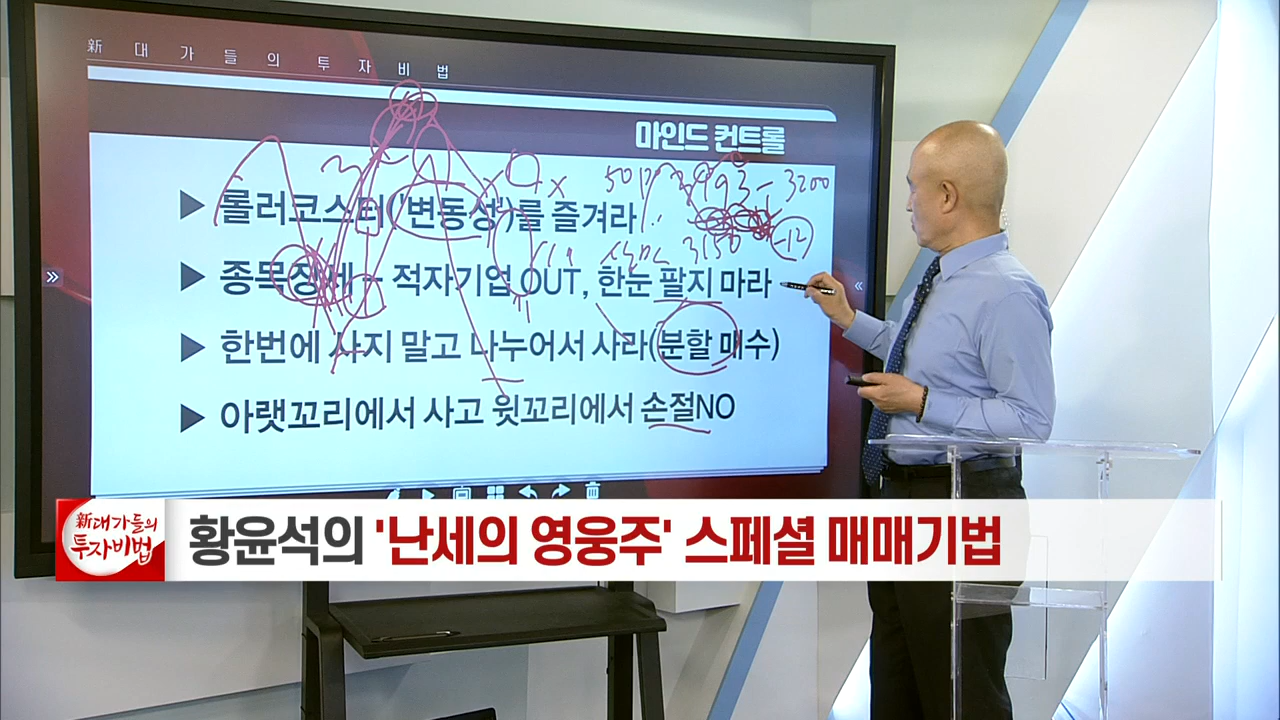 新 대 가 들 의 투 자 비 법
마인드 컨트롤
▶ 롤러코스터('변동성')를 즐겨라
▶ 종목장세 - 적자기업 OUT, 한눈 팔지 마라
▶ 한번에 사지 말고 나누어서 사라(분할 매수)
▶ 아랫꼬리에서 사고 윗꼬리에서 손절NO
3200
3150
-12
新대가들의
투자비법
황윤석의 '난세의 영웅주' 스페셜 매매기법